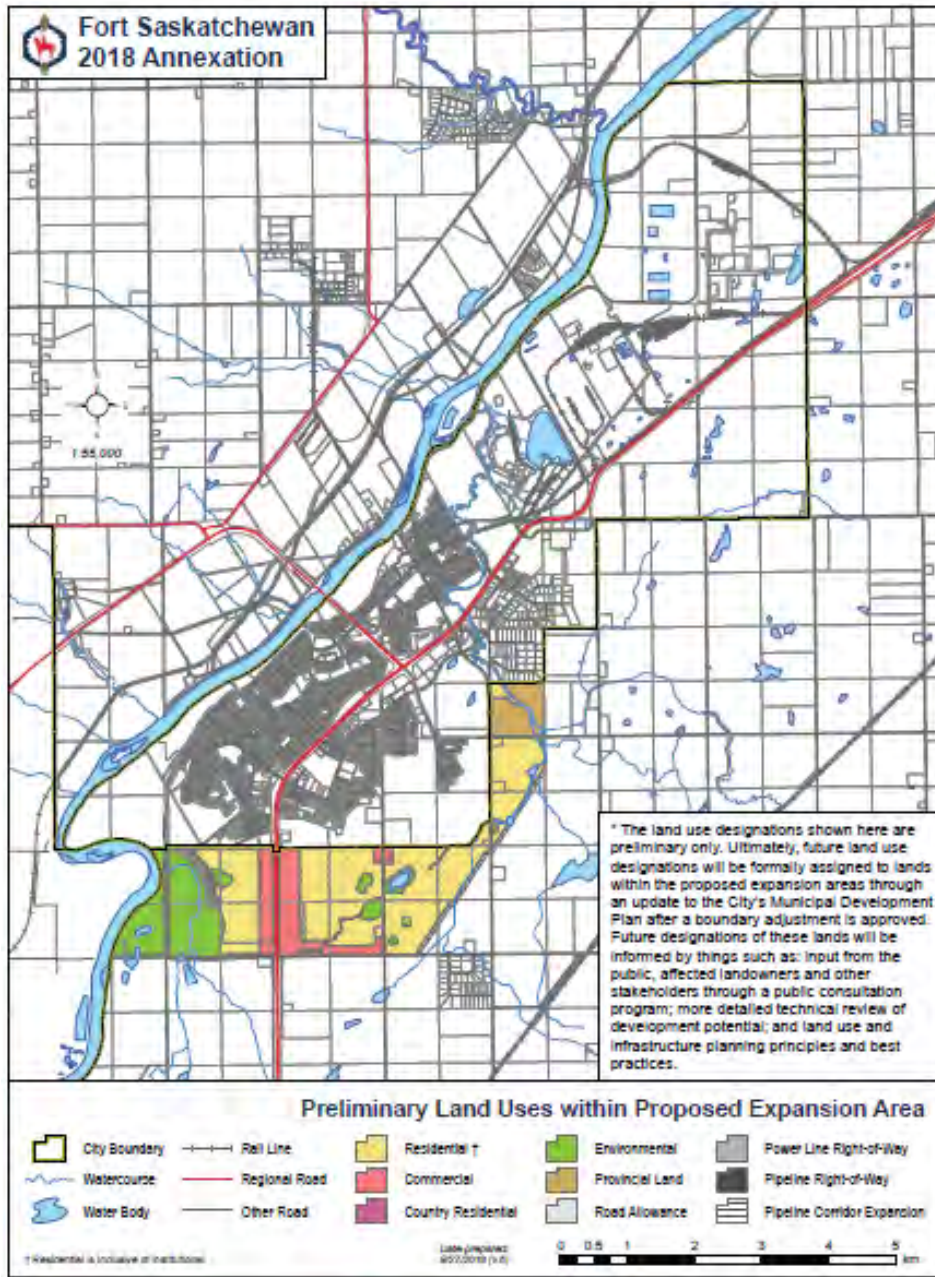 Fort Saskatchewan
2018 Annexation
1:55,000
* The land use designations shown here are
preliminary only. Ultimately, future land use
designations will be formally assigned to lands
within the proposed expansion areas through
an update to the City's Municipal Development
Plan after a boundary adjustment is approved.
Future designations of these lands will be
informed by things such as: input from the
public, affected landowners and other
stakeholders through a public consultation
program; more detailed technical review of
development potential; and land use and
infrastructure planning principles and best
practices.
Preliminary Land Uses within Proposed Expansion Area
City Boundary
Rail Line
Residential †
Environmental
Power Line Right-of-Way
Watercourse
Regional Road
Commercial
Provincial Land
Pipeline Right-of-Way
Water Body
Other Road
Country Residential
Road Allowance
Pipeline Corridor Expansion
† Residential is inclusive of Institutional
Date prepared:
0 0.5 1 2 3 4 5
km